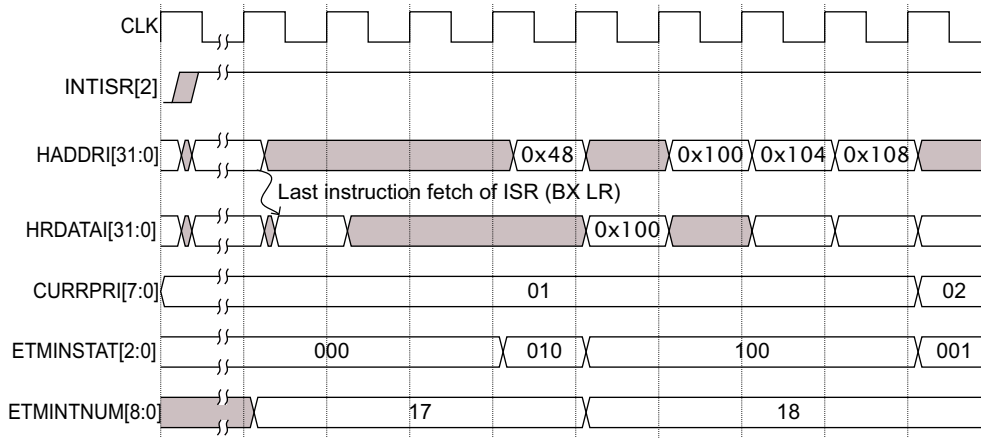 CLK
INTISR[2]
HADDRI[31:0] 0x48 0x100 0x104 0x108
Last instruction fetch of ISR (BX LR)
HRDATAI[31:0] 0x100
CURRPRI[7:0] 01 02
ETMINSTAT[2:0] 000 010 100 001
ETMINTNUM[8:0] 17 18